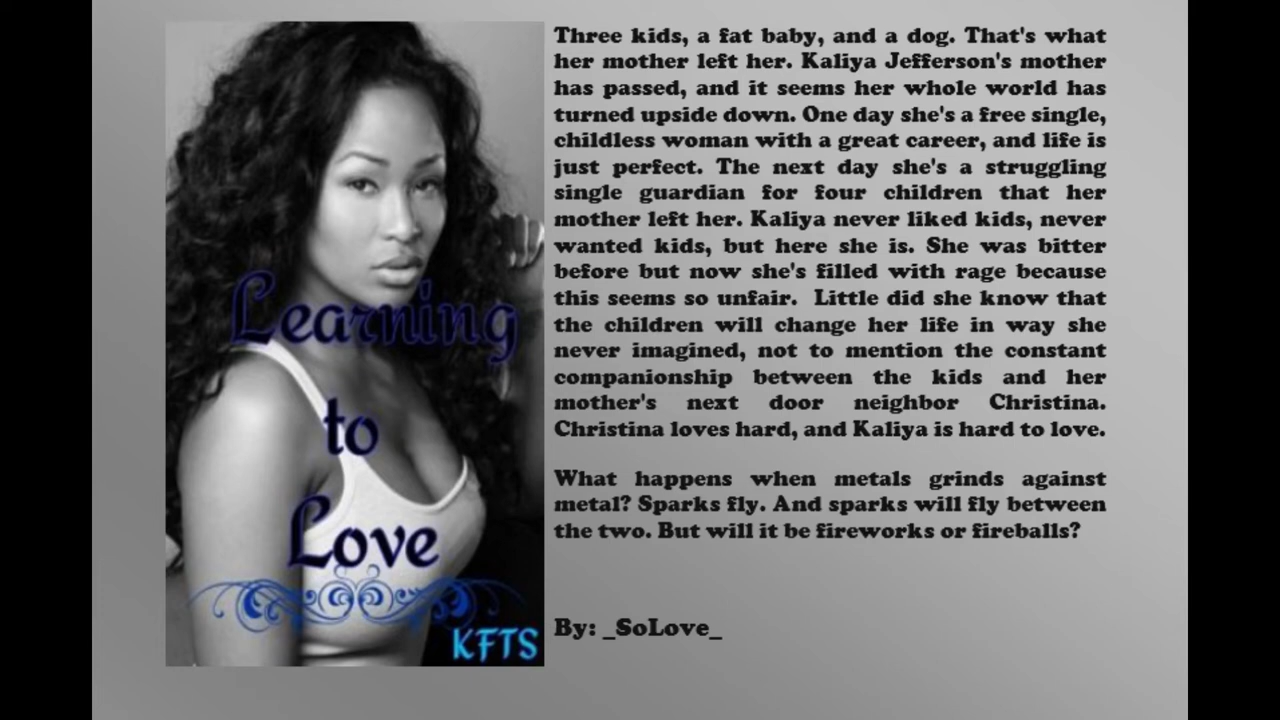 Learning
to
Love
KFTS
Three kids, a fat baby, and a dog. That's what
her mother left her. Kaliya Jefferson's mother
has passed, and it seems her whole world has
turned upside down. One day she's a free single,
childless woman with a great career, and life is
just perfect. The next day she's a struggling
single guardian for four children that her
mother left her. Kaliya never liked kids, never
wanted kids, but here she is. She was bitter
before but now she's filled with rage because
this seems so unfair. Little did she know that
the children will change her life in way she
never imagined, not to mention the constant
companionship between the kids and her
mother's next door neighbor Christina.
Christina loves hard, and Kaliya is hard to love.
What happens when metals grinds against
metal? Sparks fly. And sparks will fly between
the two. But will it be fireworks or fireballs?
By: _SoLove_